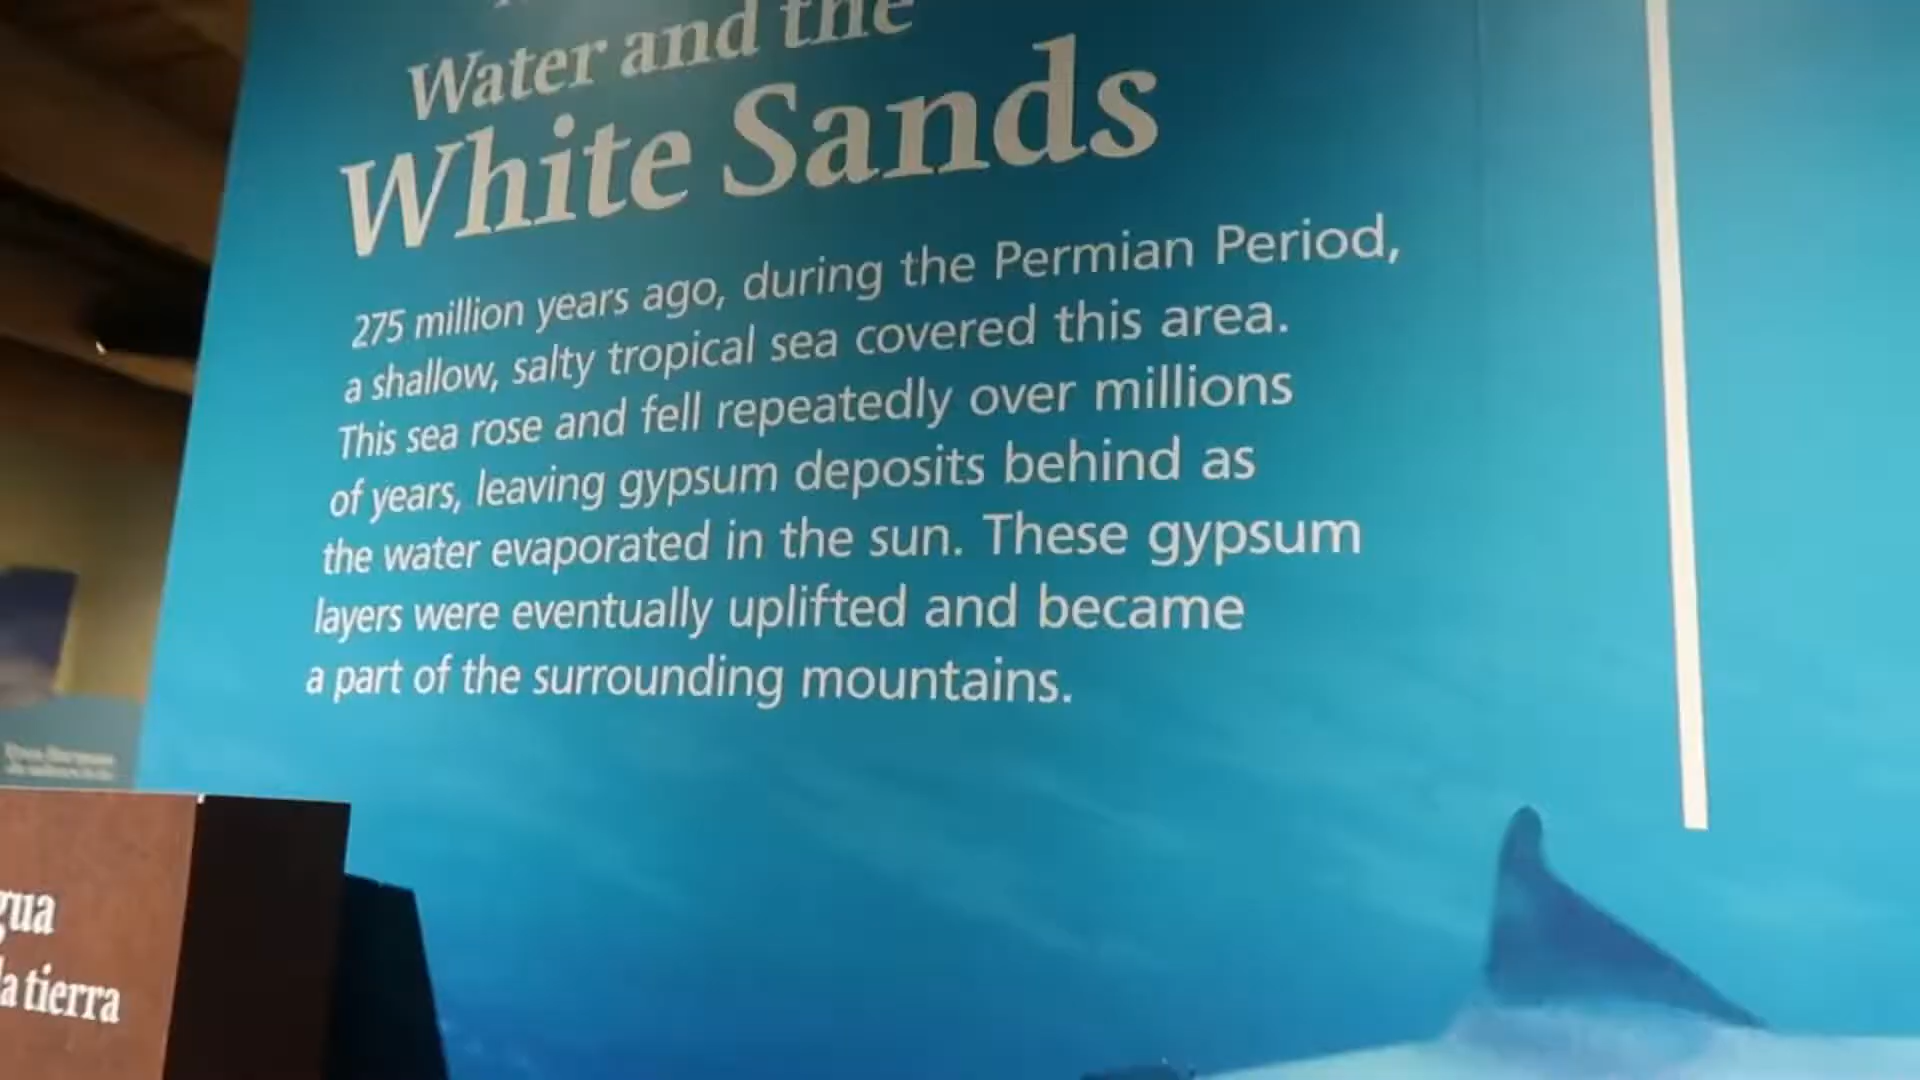 Water and the
White Sands
275 million years ago, during the Permian Period,
a shallow, salty tropical sea covered this area.
This sea rose and fell repeatedly over millions
of years, leaving gypsum deposits behind as
the water evaporated in the sun. These gypsum
layers were eventually uplifted and became
a part of the surrounding mountains.
gua
la tierra